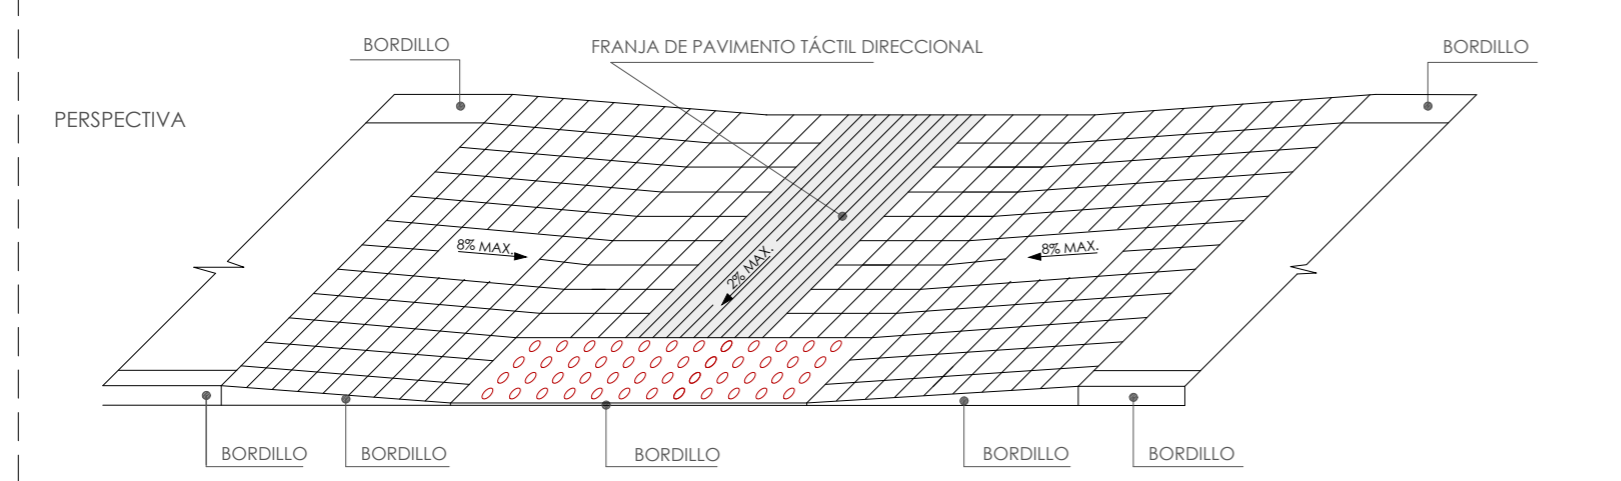 BORDILLO
FRANJA DE PAVIMENTO TÁCTIL DIRECCIONAL
BORDILLO
PERSPECTIVA
8% MAX.
2% MAX.
8% MAX.
BORDILLO
BORDILLO
BORDILLO
BORDILLO
BORDILLO